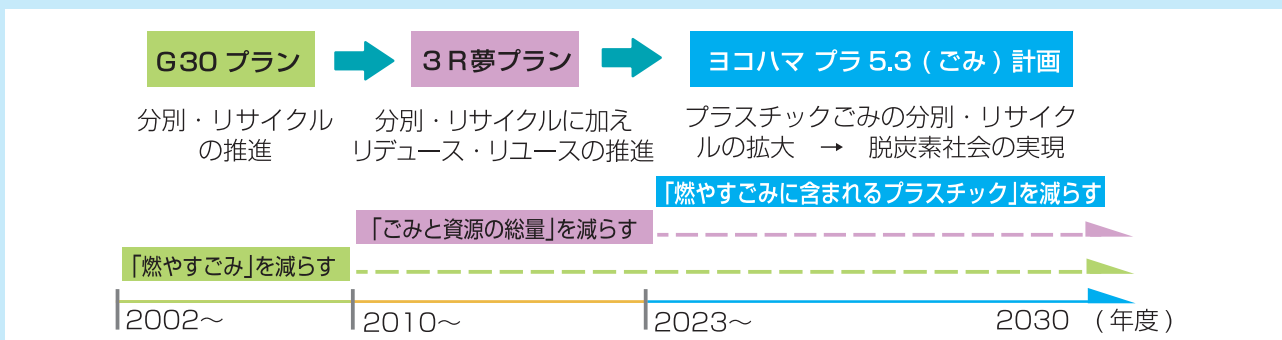 G30 プラン
3R夢プラン
ヨコハマ プラ 5.3 (ごみ) 計画
分別・リサイクル
の推進
分別・リサイクルに加え
リデュース・リユースの推進
プラスチックごみの分別・リサイク
ルの拡大 → 脱炭素社会の実現
「燃やすごみに含まれるプラスチック」を減らす
「ごみと資源の総量」を減らす
「燃やすごみ」を減らす
2002～
2010～
2023～
2030 (年度)